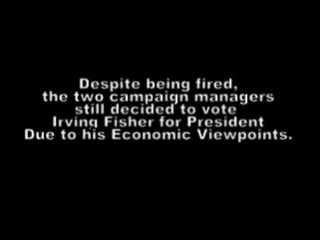 Despite being fired,
the two campaign managers
still decided to vote
Irving Fisher for President
Due to his Economic Viewpoints.